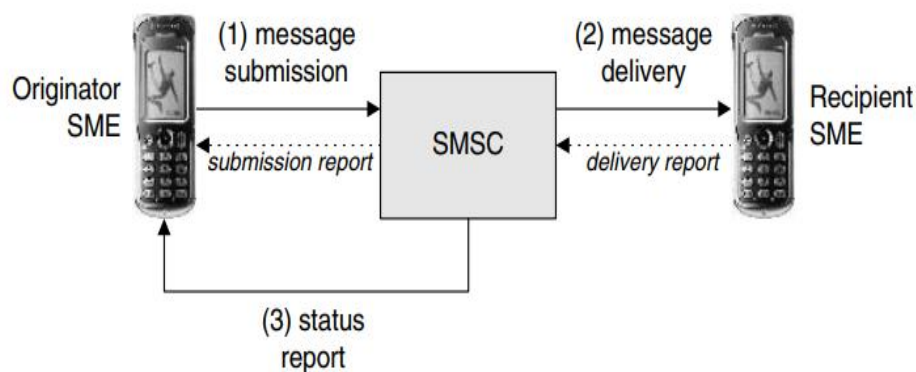 (1) message
submission
(2) message
delivery
Originator
SME
SMSC
Recipient
SME
submission report
delivery report
(3) status
report